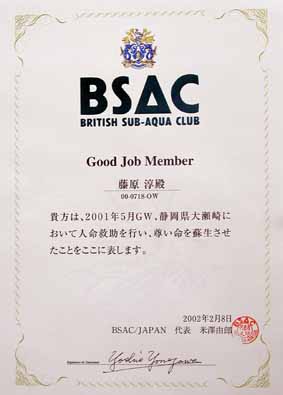 BSAC
BRITISH SUB-AQUA CLUB
Good Job Member
藤原 淳殿
00-0718-OW
貴方は、2001年5月GW、静岡県大瀬崎に
おいて人命救助を行い、尊い命を蘇生させ
たことをここに表します。
2002年2月8日
BSAC/JAPAN 代表 米澤由郎
Yoshio Yonezawa